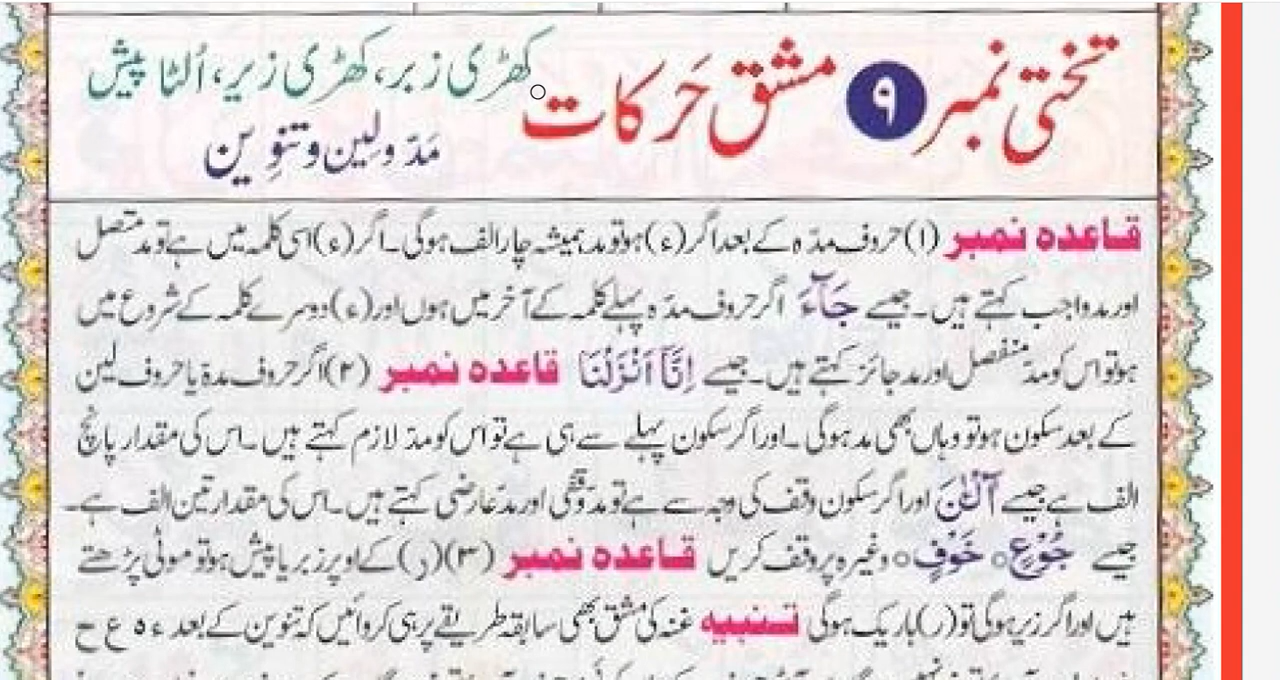 تختی نمبر ۹ مشق حَرکات کھڑی زبر، کھڑی زیر، اُلٹا پیش
مَدّ و لِین و تنوِین
قاعدہ نمبر (۱) حروف مدّہ کے بعد اگر (ء) ہو تو مد ہمیشہ چار الف ہوگی۔ اگر (ء) اسی کلمہ میں ہے تو مد متصل
اور مد واجب کہتے ہیں۔ جیسے جَآءَ اگر حروف مدّہ پہلے کلمہ کے آخر میں ہوں اور (ء) دوسرے کلمہ کے شروع میں
ہو تو اس کو مدّ منفصل اور مد جائز کہتے ہیں۔ جیسے اِنَّآ اَنْزَلْنَا قاعدہ نمبر (۲) اگر حروف مدۃ یا حروف لین
کے بعد سکون ہو تو وہاں بھی مد ہوگی۔ اور اگر سکون پہلے سے ہی ہے تو اس کو مدّ لازم کہتے ہیں۔ اس کی مقدار پانچ
الف ہے جیسے آلْـٰٔنَ اور اگر سکون وقف کی وجہ سے ہے تو مدّ وقفی اور مدّ عارضی کہتے ہیں۔ اس کی مقدار تین الف ہے۔
جیسے جُوْعٍ ○ خَوْفٍ ○ وغیرہ پر وقف کریں قاعدہ نمبر (۳) (ر) کے اوپر زبر یا پیش ہو تو موٹی پڑھتے
ہیں اور اگر زیر ہوگی تو (ر) باریک ہوگی تنبیہ غنہ کی مشق بھی سابقہ طریقے پر ہی کروائیں کہ تنوین کے بعد ء ہ ع ح